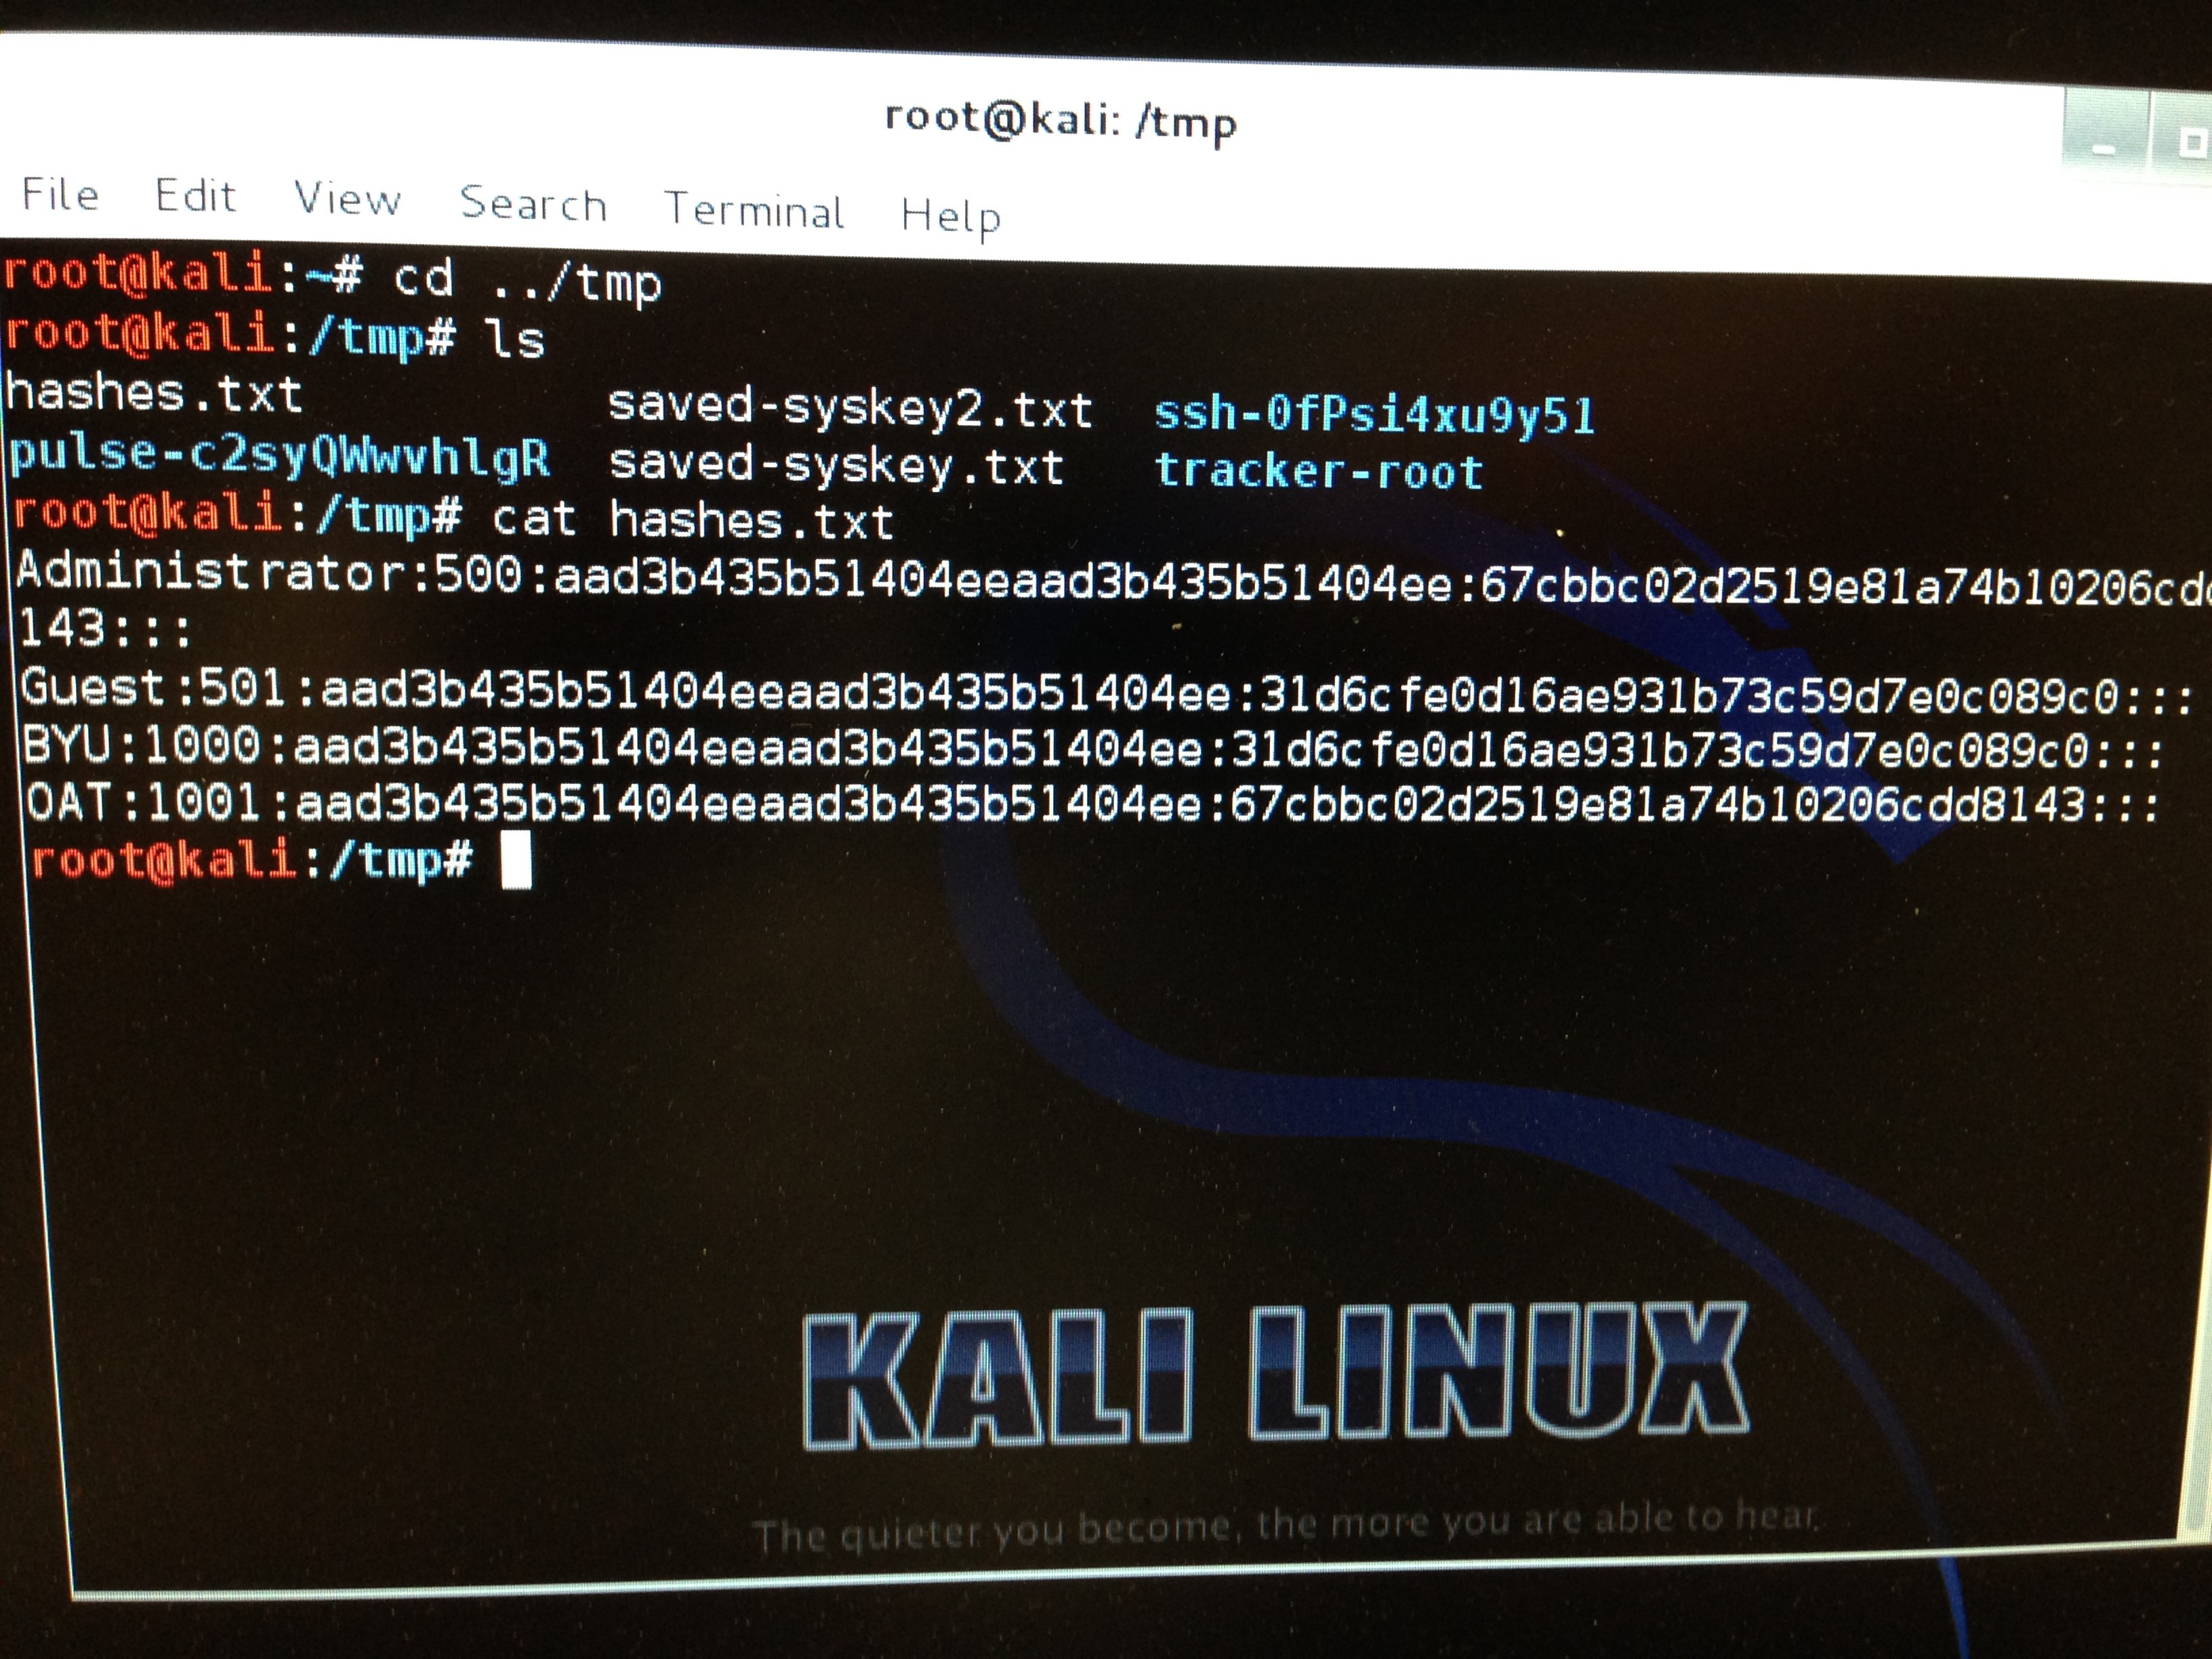 root@kali: /tmp
File Edit View Search Terminal Help
root@kali:~# cd ../tmp
root@kali:/tmp# ls
hashes.txt saved-syskey2.txt ssh-0fPsi4xu9y51
pulse-c2syQWwvhlgR saved-syskey.txt tracker-root
root@kali:/tmp# cat hashes.txt
Administrator:500:aad3b435b51404eeaad3b435b51404ee:67cbbc02d2519e81a74b10206cdd
143:::
Guest:501:aad3b435b51404eeaad3b435b51404ee:31d6cfe0d16ae931b73c59d7e0c089c0:::
BYU:1000:aad3b435b51404eeaad3b435b51404ee:31d6cfe0d16ae931b73c59d7e0c089c0:::
OAT:1001:aad3b435b51404eeaad3b435b51404ee:67cbbc02d2519e81a74b10206cdd8143:::
root@kali:/tmp#
KALI LINUX
The quieter you become, the more you are able to hear.